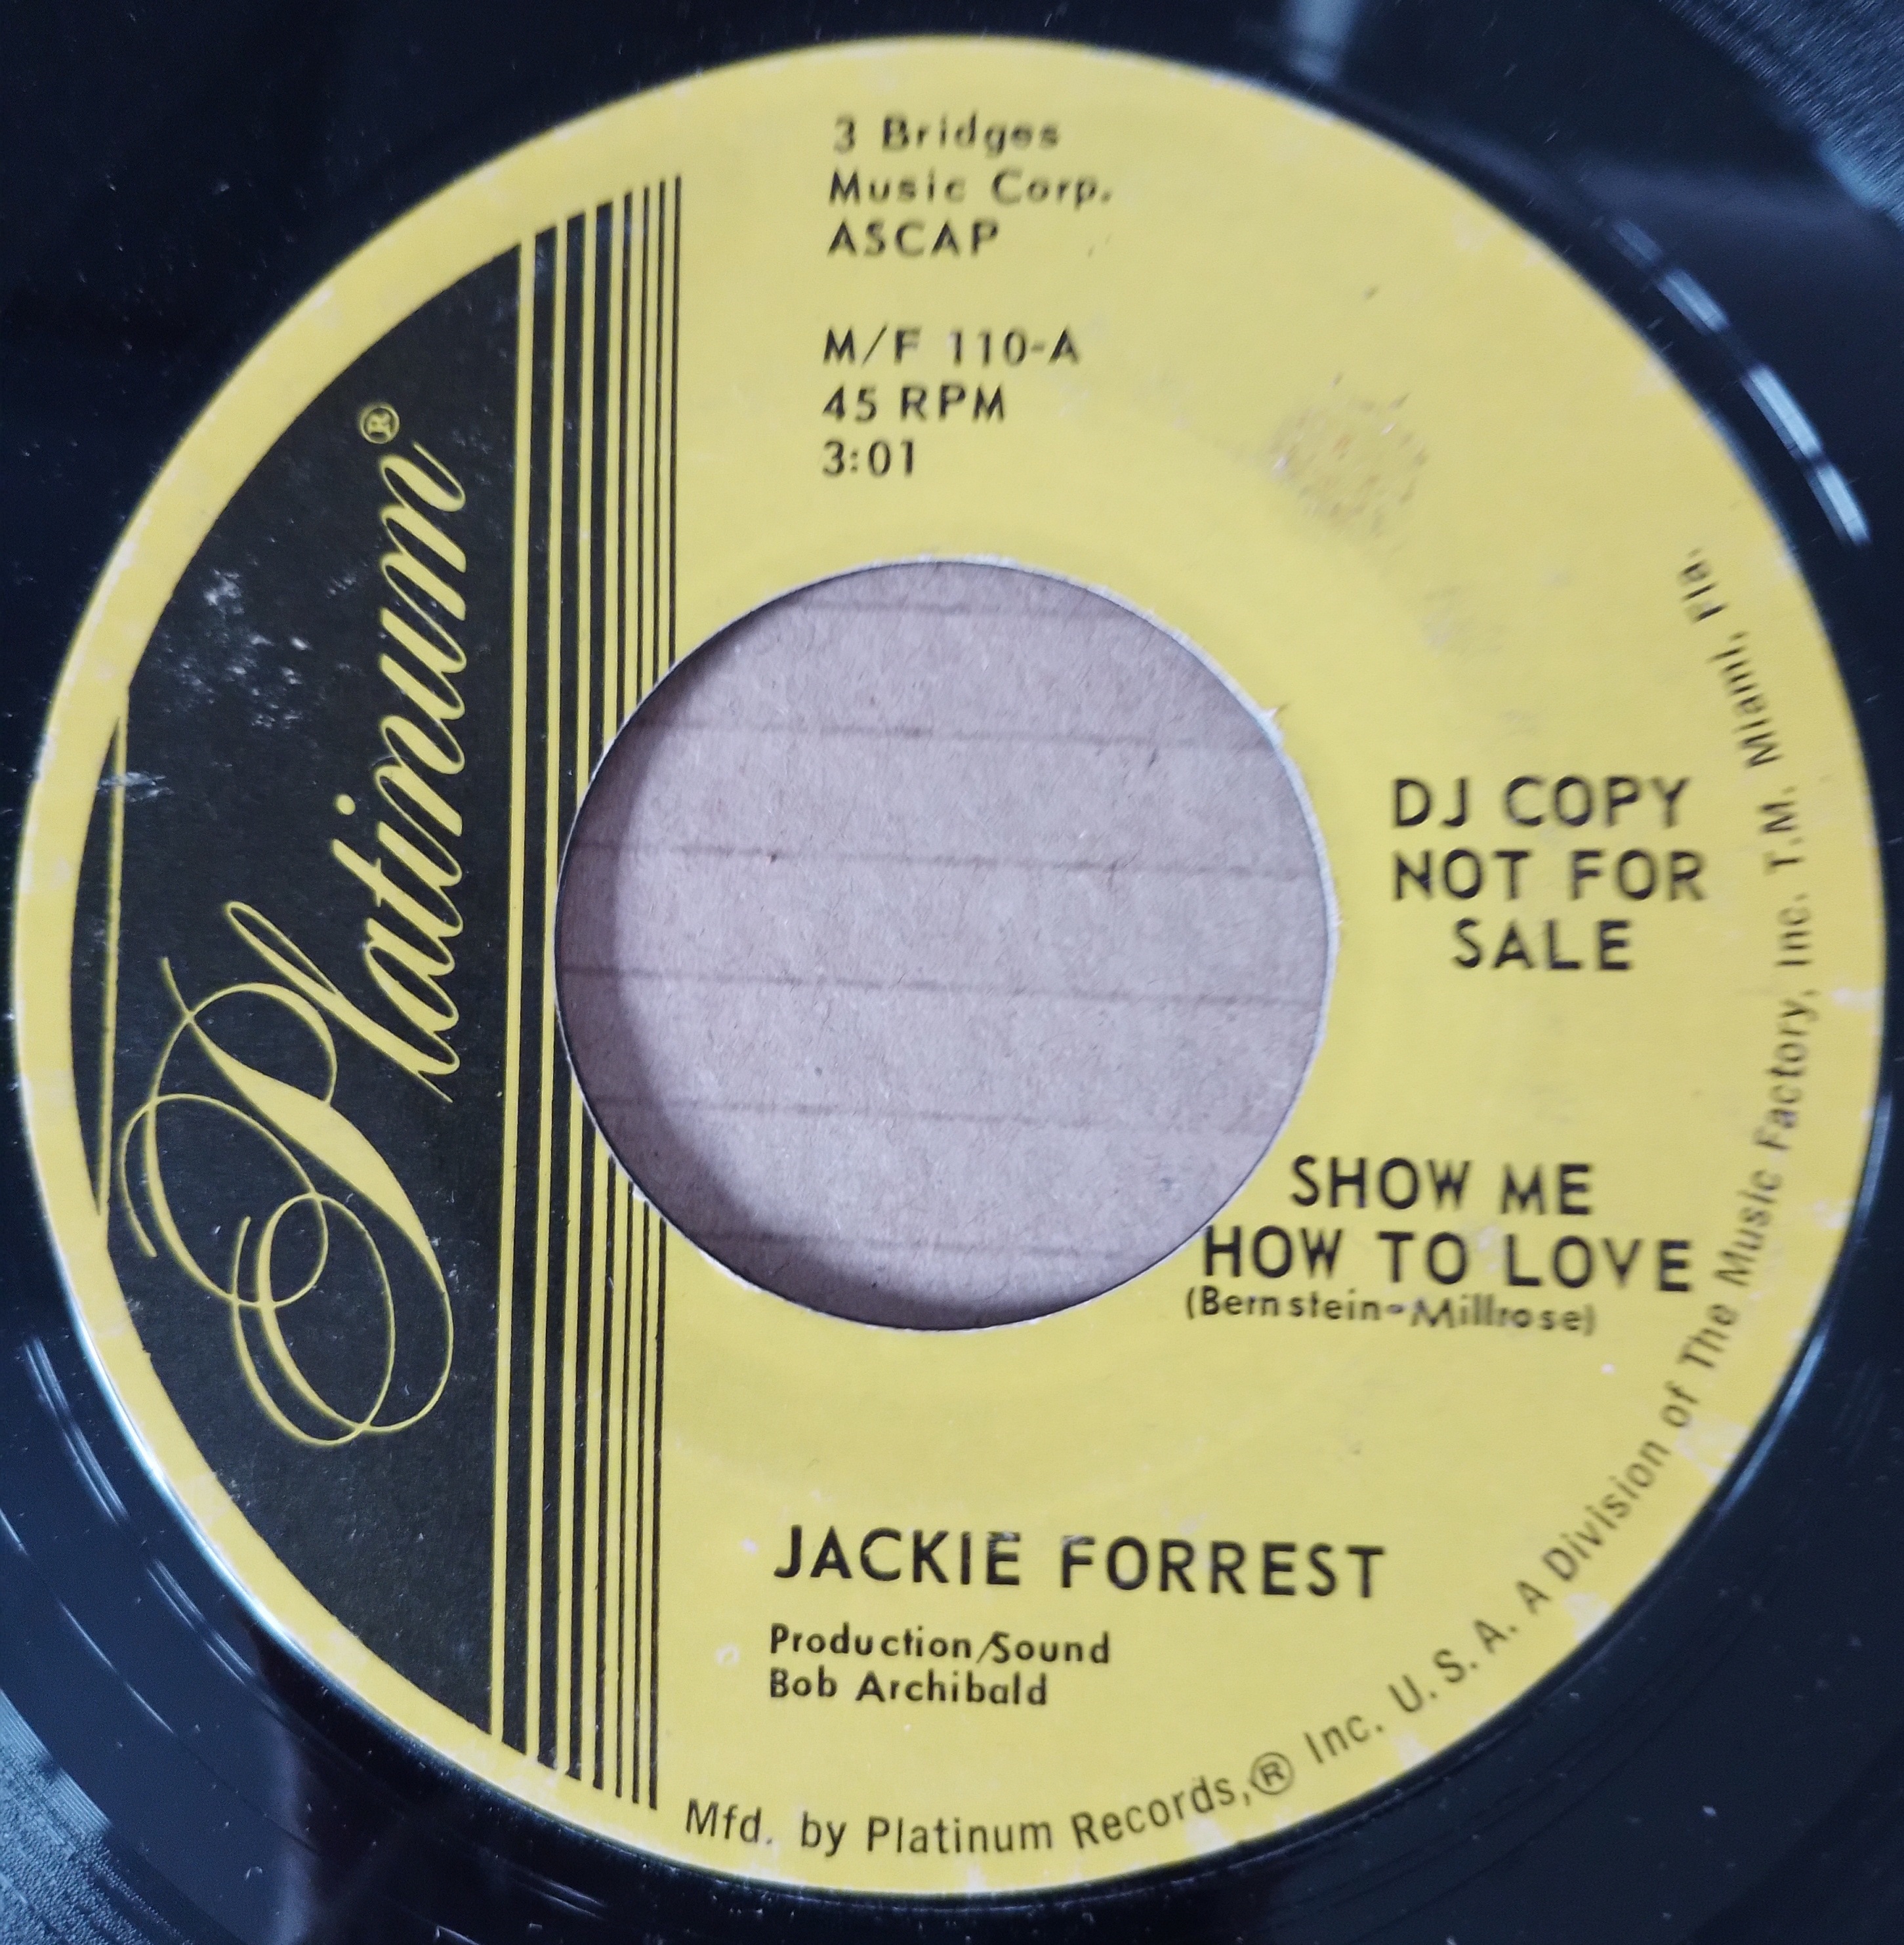 3 Bridges
Music Corp.
ASCAP
M/F 110-A
45 RPM
3:01
Platinum®
DJ COPY
NOT FOR
SALE
SHOW ME
HOW TO LOVE
(Bernstein-Millrose)
JACKIE FORREST
Production/Sound
Bob Archibald
Mfd. by Platinum Records,® Inc. U. S. A. A Division of The Music Factory, Inc. T.M. Miami, Fla.